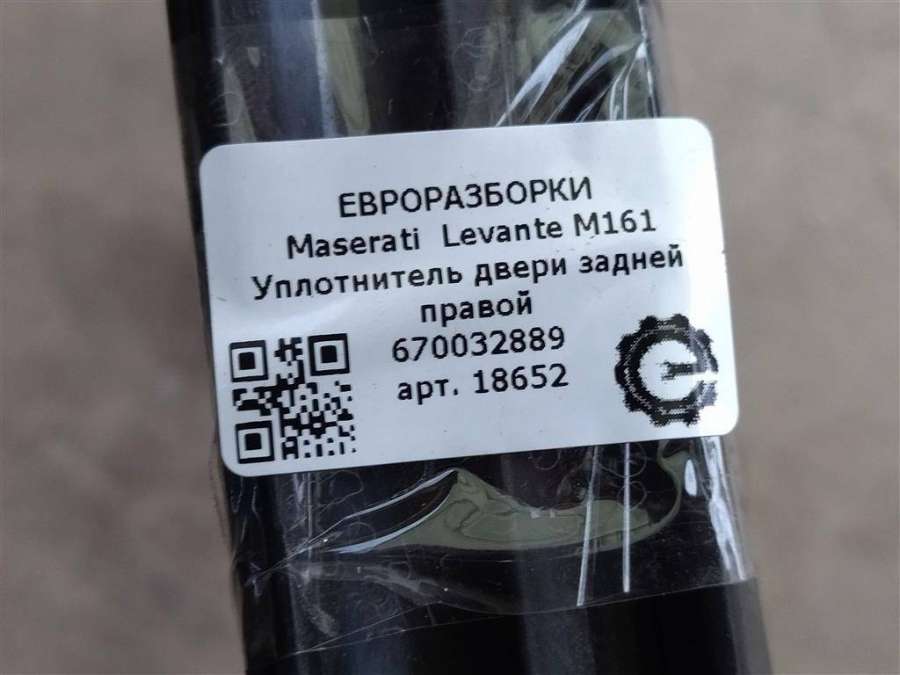 ЕВРОРАЗБОРКИ
Maserati Levante M161
Уплотнитель двери задней
правой
670032889
арт. 18652